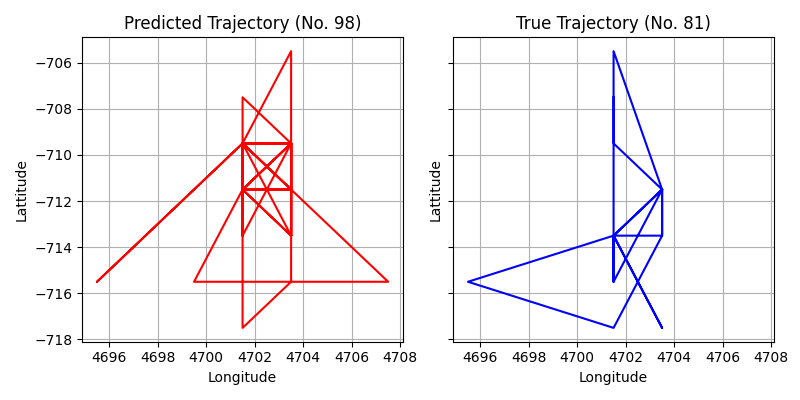 Predicted Trajectory (No. 98)
−706
−708
−710
−712
−714
−716
−718
Lattitude
4696 4698 4700 4702 4704 4706 4708
Longitude
True Trajectory (No. 81)
Lattitude
4696 4698 4700 4702 4704 4706 4708
Longitude